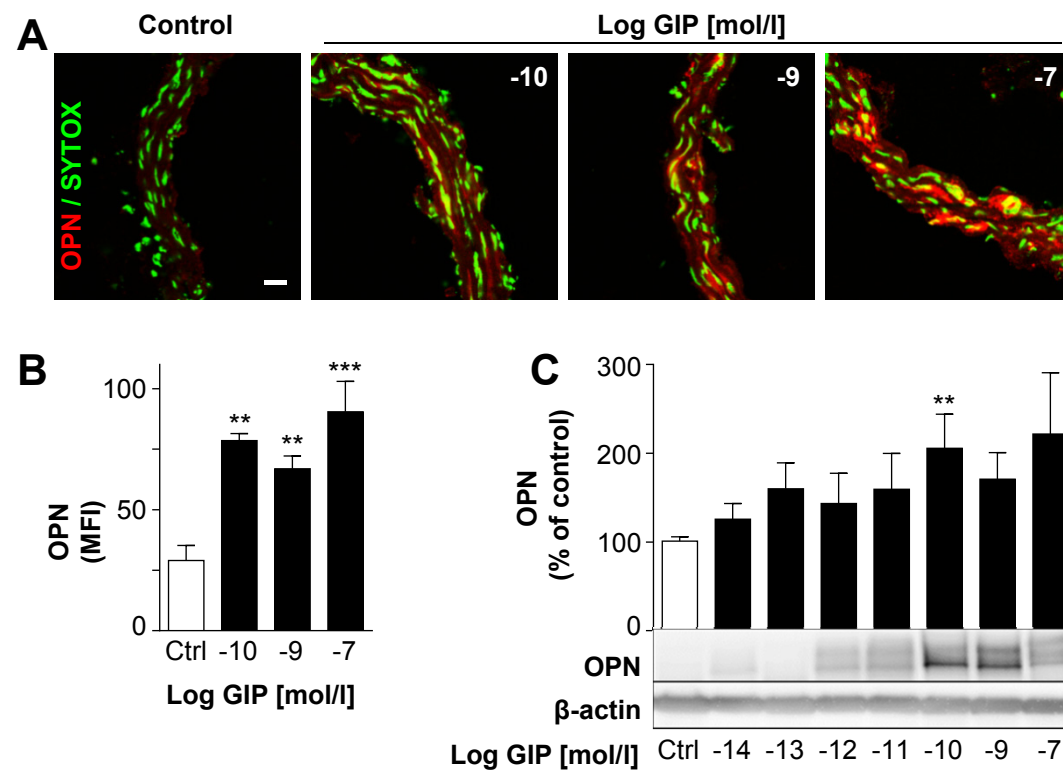 A
Control
Log GIP [mol/l]
OPN / SYTOX
-10
-9
-7
B
OPN
(MFI)
100
50
0
**
**
***
Ctrl -10 -9 -7
Log GIP [mol/l]
C
OPN
(% of control)
300
200
100
0
**
OPN
β-actin
Log GIP [mol/l] Ctrl -14 -13 -12 -11 -10 -9 -7